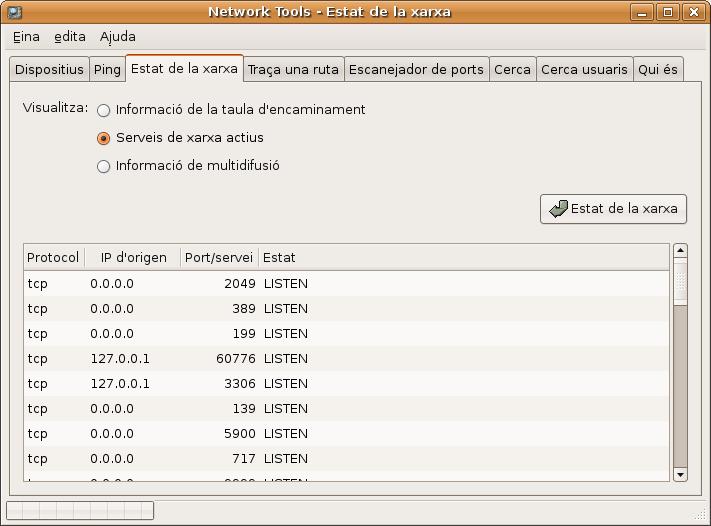 Network Tools - Estat de la xarxa
Eina edita Ajuda
Dispositius Ping Estat de la xarxa Traça una ruta Escanejador de ports Cerca Cerca usuaris Qui és
Visualitza: Informació de la taula d'encaminament
Serveis de xarxa actius
Informació de multidifusió
Estat de la xarxa
Protocol IP d'origen Port/servei Estat
tcp 0.0.0.0 2049 LISTEN
tcp 0.0.0.0 389 LISTEN
tcp 0.0.0.0 199 LISTEN
tcp 127.0.0.1 60776 LISTEN
tcp 127.0.0.1 3306 LISTEN
tcp 0.0.0.0 139 LISTEN
tcp 0.0.0.0 5900 LISTEN
tcp 0.0.0.0 717 LISTEN